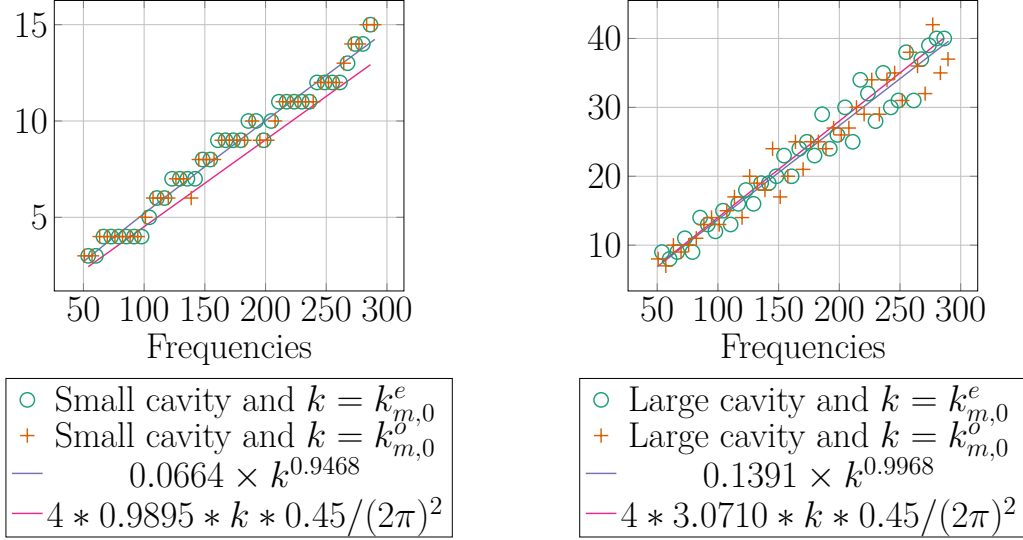 15
10
5
50 100 150 200 250 300
Frequencies
○ Small cavity and k = k^e_{m,0}
+ Small cavity and k = k^o_{m,0}
0.0664 × k^{0.9468}
4 * 0.9895 * k * 0.45/(2π)^2
40
30
20
10
50 100 150 200 250 300
Frequencies
○ Large cavity and k = k^e_{m,0}
+ Large cavity and k = k^o_{m,0}
0.1391 × k^{0.9968}
4 * 3.0710 * k * 0.45/(2π)^2